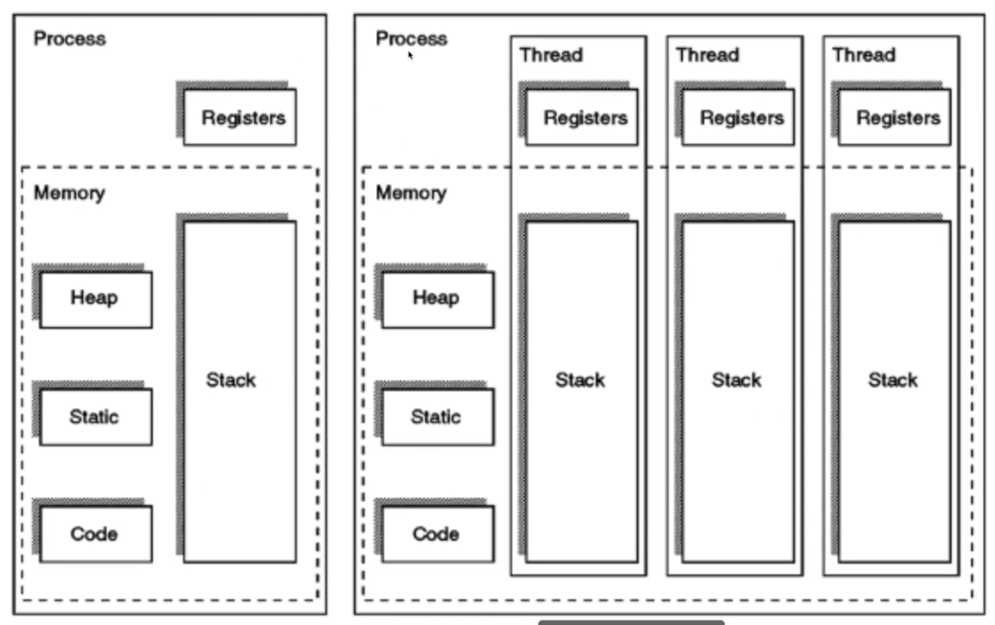 Process
Registers
Memory
Heap
Stack
Static
Code
Process
Thread
Thread
Thread
Registers
Registers
Registers
Memory
Heap
Stack
Stack
Stack
Static
Code